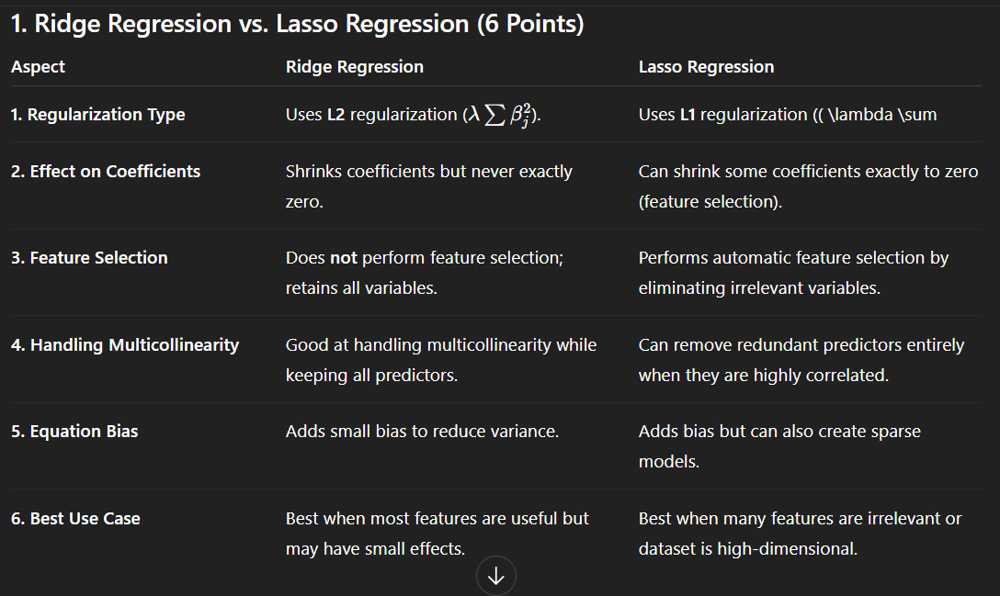 1. Ridge Regression vs. Lasso Regression (6 Points)
Aspect Ridge Regression Lasso Regression
1. Regularization Type Uses L2 regularization (λ∑βⱼ²). Uses L1 regularization (( \lambda \sum
2. Effect on Coefficients Shrinks coefficients but never exactly Can shrink some coefficients exactly to zero
zero. (feature selection).
3. Feature Selection Does not perform feature selection; Performs automatic feature selection by
retains all variables. eliminating irrelevant variables.
4. Handling Multicollinearity Good at handling multicollinearity while Can remove redundant predictors entirely
keeping all predictors. when they are highly correlated.
5. Equation Bias Adds small bias to reduce variance. Adds bias but can also create sparse
models.
6. Best Use Case Best when most features are useful but Best when many features are irrelevant or
may have small effects. dataset is high-dimensional.